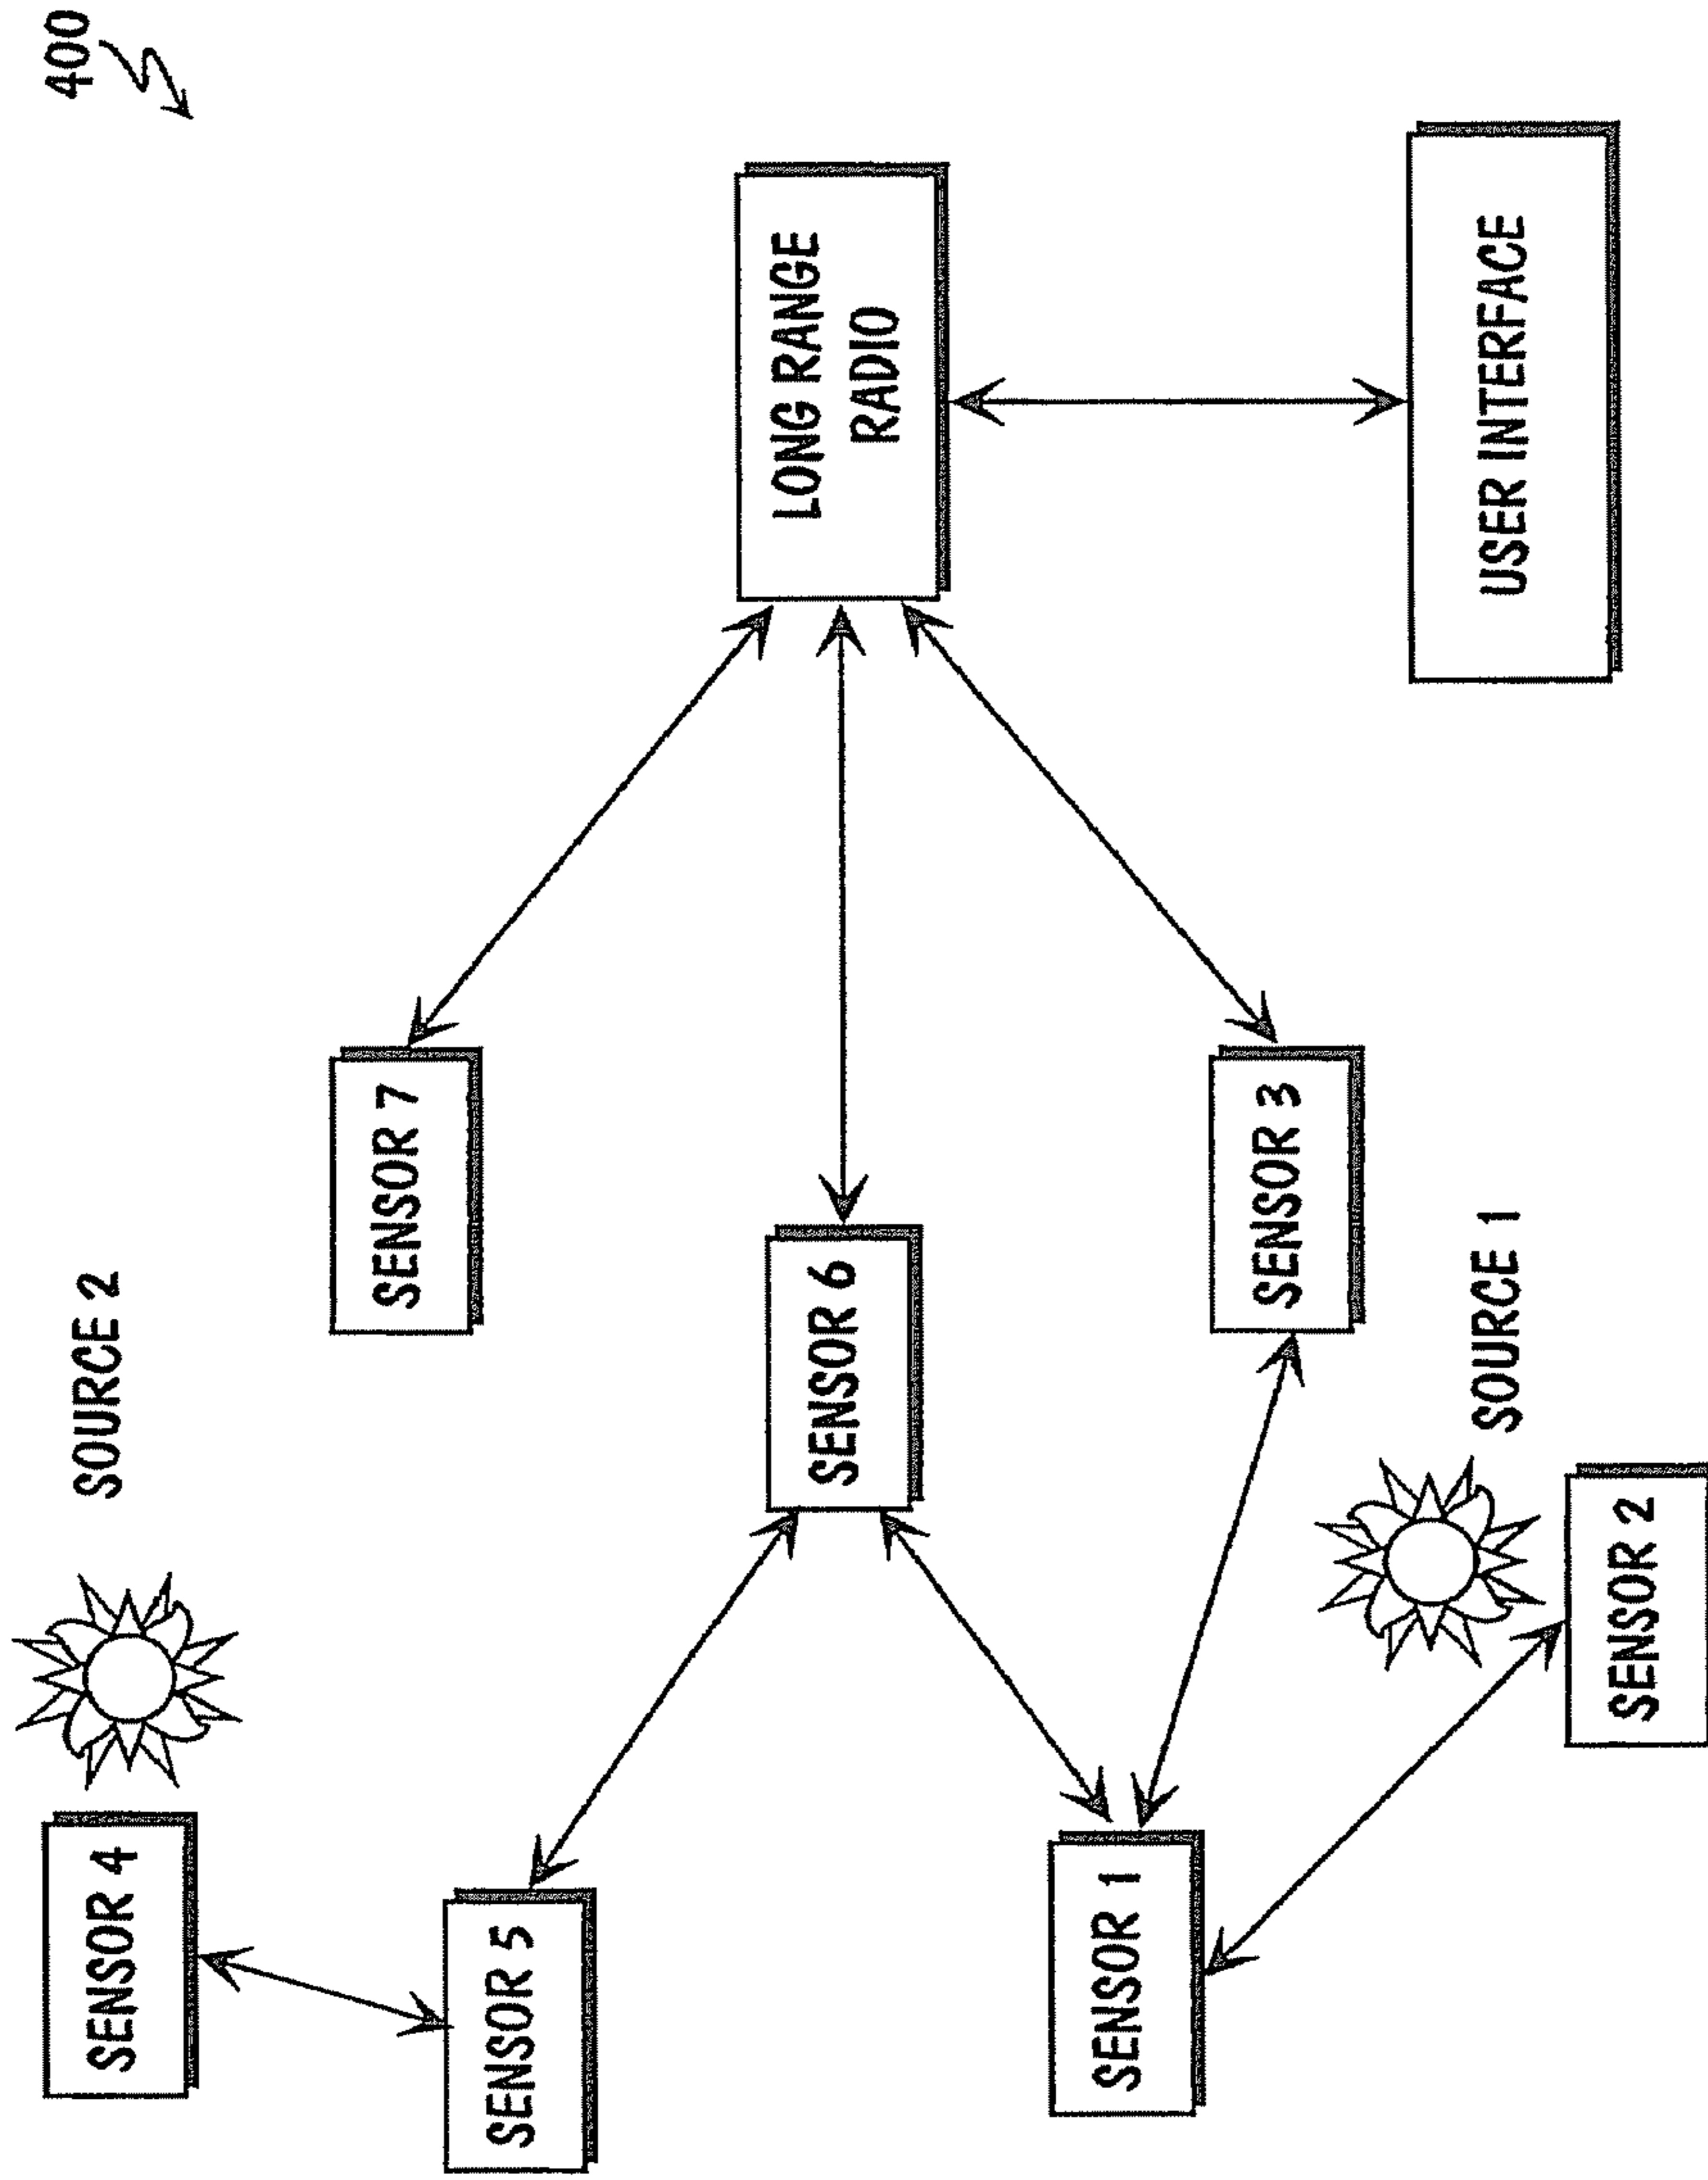 400
SOURCE 2
SENSOR 4
SENSOR 5
SENSOR 7
SENSOR 6
LONG RANGE
RADIO
SENSOR 1
SENSOR 3
SOURCE 1
SENSOR 2
USER INTERFACE